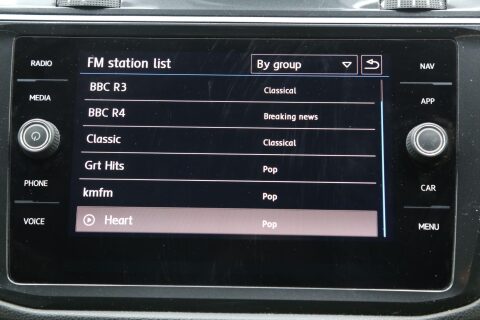 RADIO
MEDIA
PHONE
VOICE
FM station list
By group
BBC R3 Classical
BBC R4 Breaking news
Classic Classical
Grt Hits Pop
kmfm Pop
Heart Pop
NAV
APP
CAR
MENU